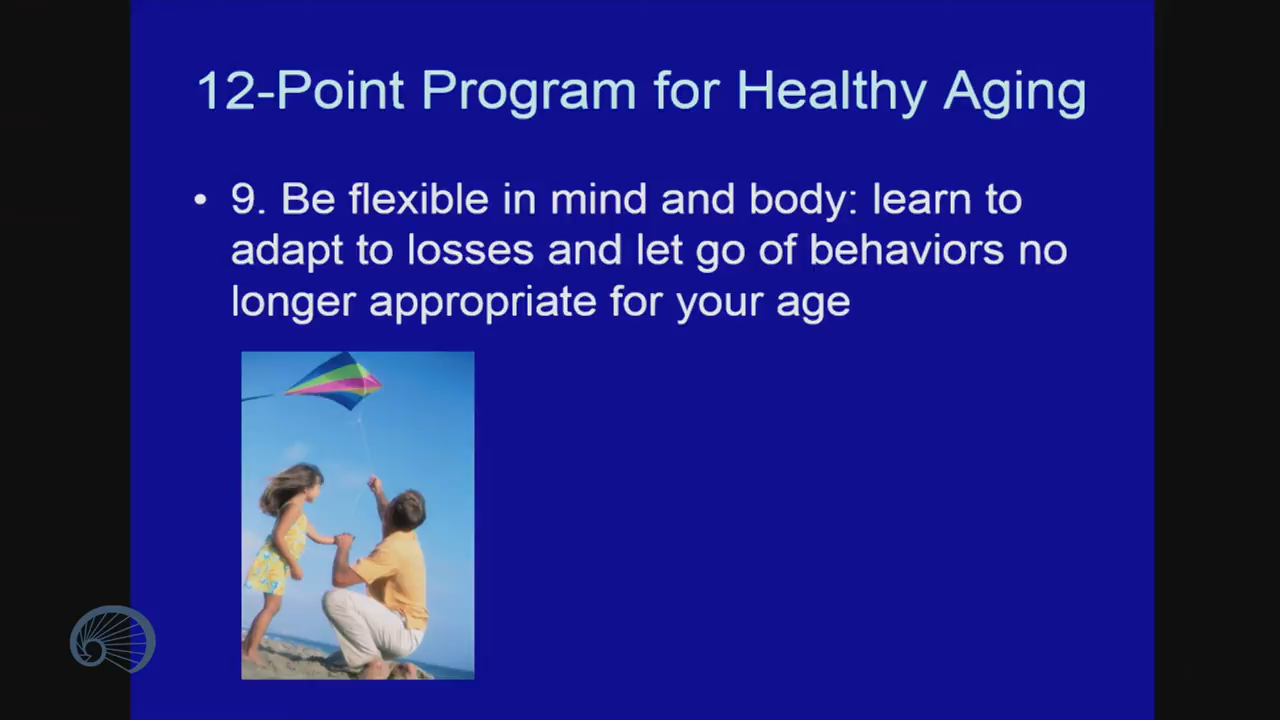 12-Point Program for Healthy Aging
• 9. Be flexible in mind and body: learn to
adapt to losses and let go of behaviors no
longer appropriate for your age